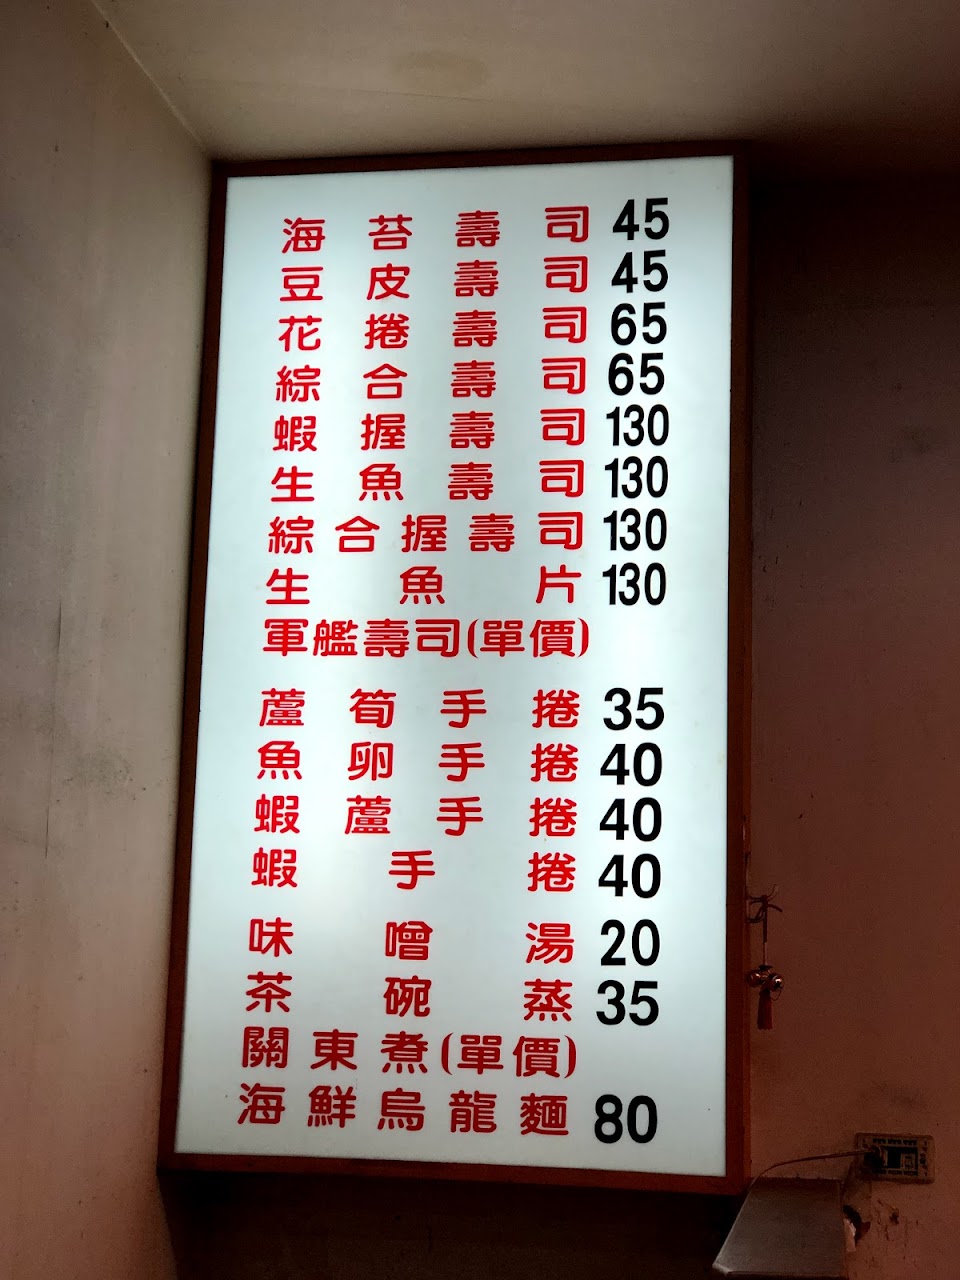 海苔壽司 45
豆皮壽司 45
花捲壽司 65
綜合壽司 65
蝦握壽司 130
生魚壽司 130
綜合握壽司 130
生魚片 130
軍艦壽司(單價)
蘆筍手捲 35
魚卵手捲 40
蝦蘆手捲 40
蝦手捲 40
味噌湯 20
茶碗蒸 35
關東煮(單價)
海鮮烏龍麵 80